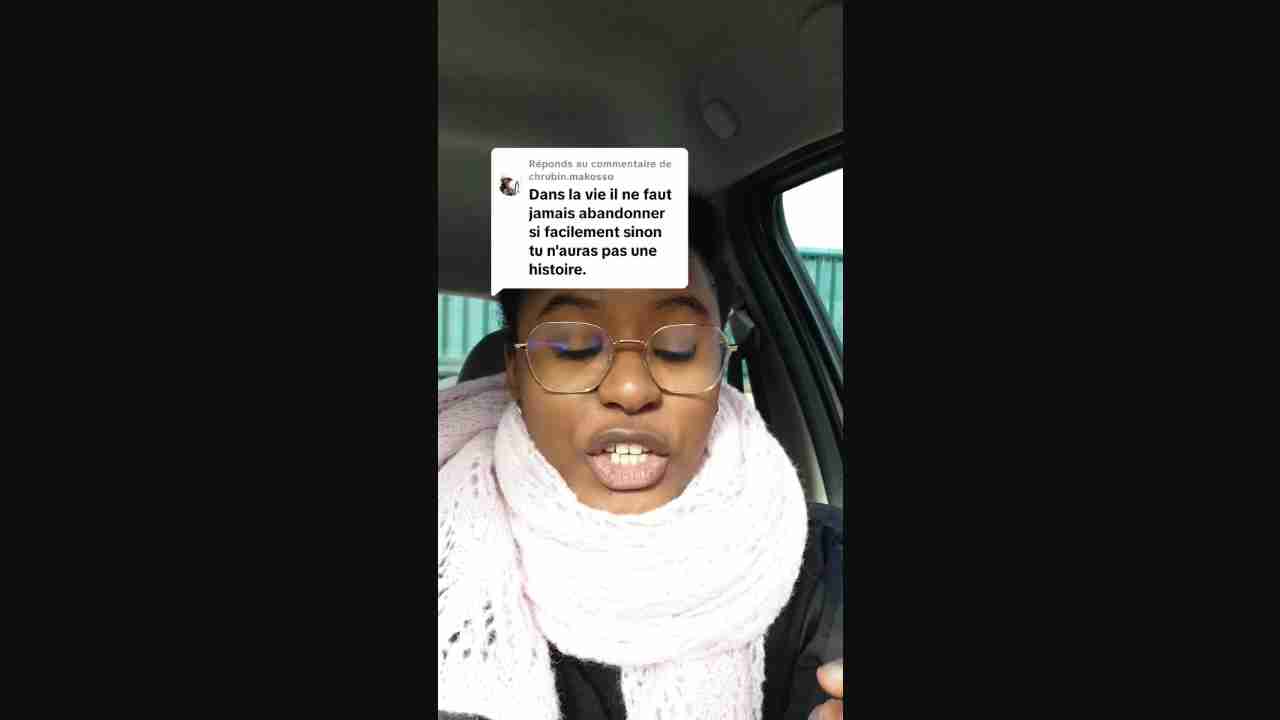 Réponds au commentaire de
chrubin.makosso
Dans la vie il ne faut
jamais abandonner
si facilement sinon
tu n'auras pas une
histoire.